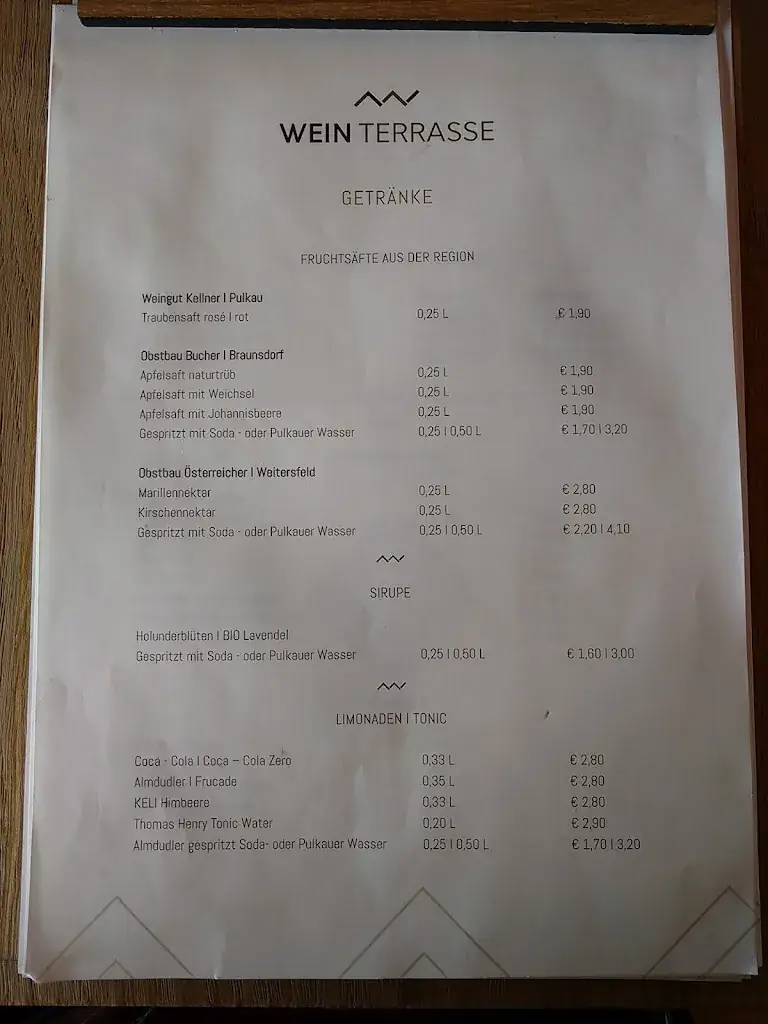 WEIN TERRASSE
GETRÄNKE
FRUCHTSÄFTE AUS DER REGION
Weingut Kellner | Pulkau
Traubensaft rosé | rot 0,25 L € 1,90
Obstbau Bucher | Braunsdorf
Apfelsaft naturtrüb 0,25 L € 1,90
Apfelsaft mit Weichsel 0,25 L € 1,90
Apfelsaft mit Johannisbeere 0,25 L € 1,90
Gespritzt mit Soda - oder Pulkauer Wasser 0,25 | 0,50 L € 1,70 | 3,20
Obstbau Österreicher | Weitersfeld
Marillennektar 0,25 L € 2,80
Kirschennektar 0,25 L € 2,80
Gespritzt mit Soda - oder Pulkauer Wasser 0,25 | 0,50 L € 2,20 | 4,10
SIRUPE
Holunderblüten | BIO Lavendel
Gespritzt mit Soda - oder Pulkauer Wasser 0,25 | 0,50 L € 1,60 | 3,00
LIMONADEN | TONIC
Coca - Cola | Coca – Cola Zero 0,33 L € 2,80
Almdudler | Frucade 0,35 L € 2,80
KELI Himbeere 0,33 L € 2,80
Thomas Henry Tonic Water 0,20 L € 2,90
Almdudler gespritzt Soda- oder Pulkauer Wasser 0,25 | 0,50 L € 1,70 | 3,20